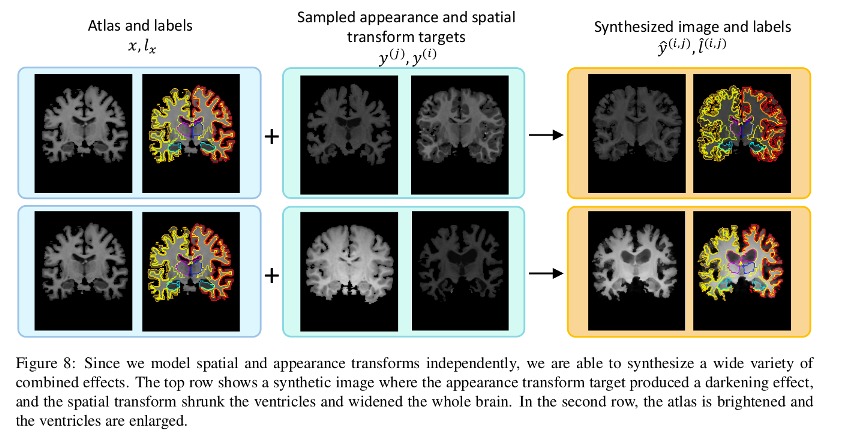 Atlas and labels
x, lₓ
Sampled appearance and spatial
transform targets
y⁽ʲ⁾, y⁽ⁱ⁾
Synthesized image and labels
ŷ⁽ⁱ,ʲ⁾, l̂⁽ⁱ,ʲ⁾
+
+
Figure 8: Since we model spatial and appearance transforms independently, we are able to synthesize a wide variety of
combined effects. The top row shows a synthetic image where the appearance transform target produced a darkening effect,
and the spatial transform shrunk the ventricles and widened the whole brain. In the second row, the atlas is brightened and
the ventricles are enlarged.